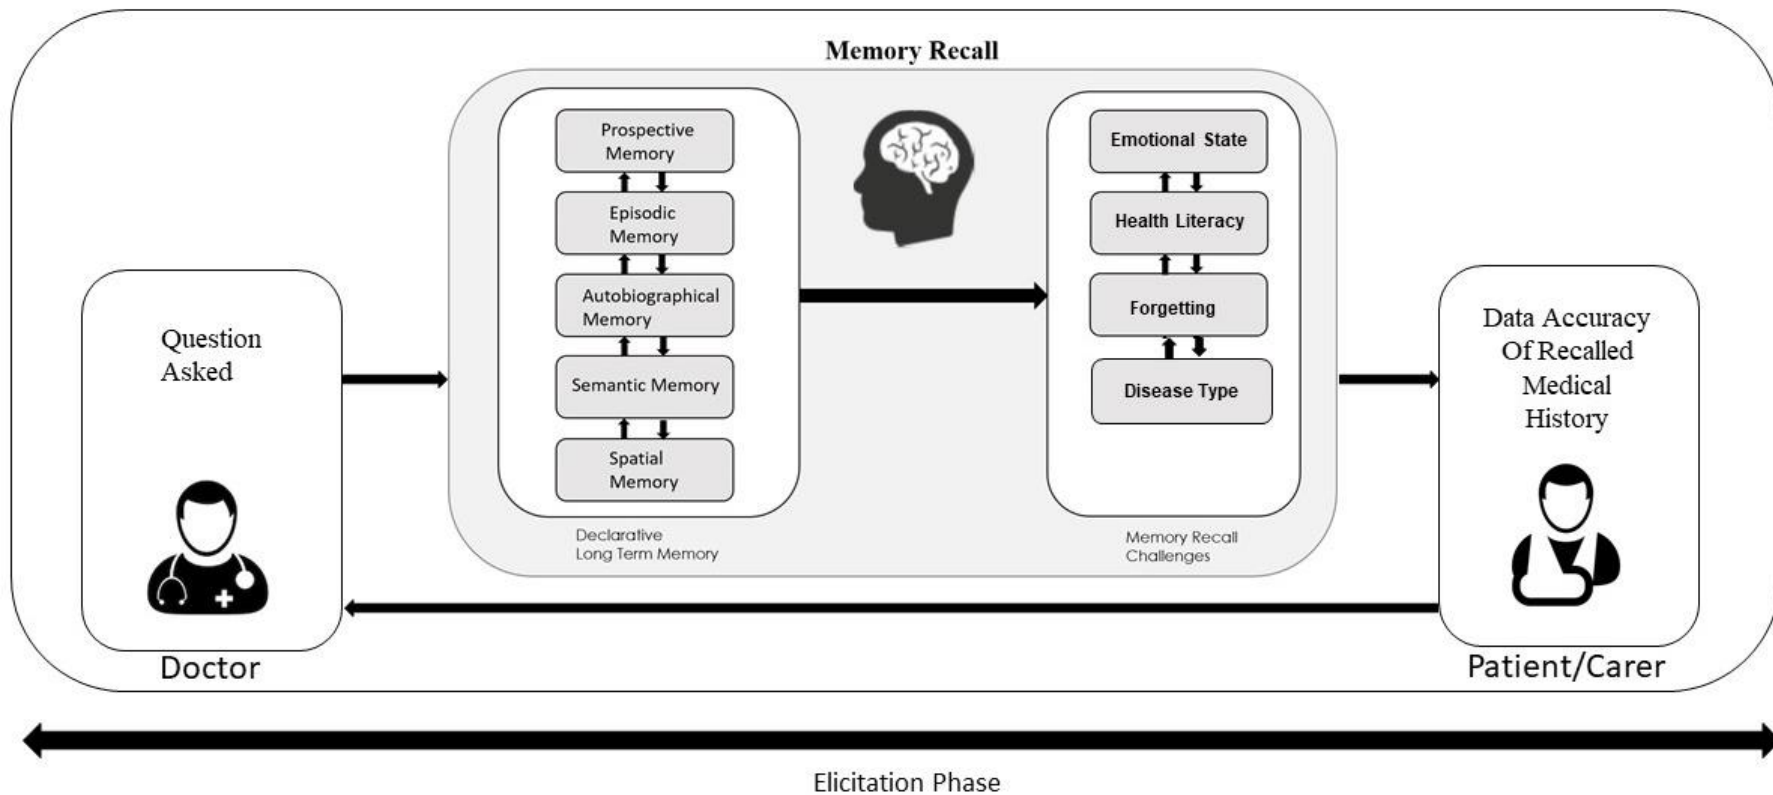 Memory Recall
Question
Asked
Doctor
Prospective
Memory
Episodic
Memory
Autobiographical
Memory
Semantic Memory
Spatial
Memory
Declarative
Long Term Memory
Emotional State
Health Literacy
Forgetting
Disease Type
Memory Recall
Challenges
Data Accuracy
Of Recalled
Medical
History
Patient/Carer
Elicitation Phase